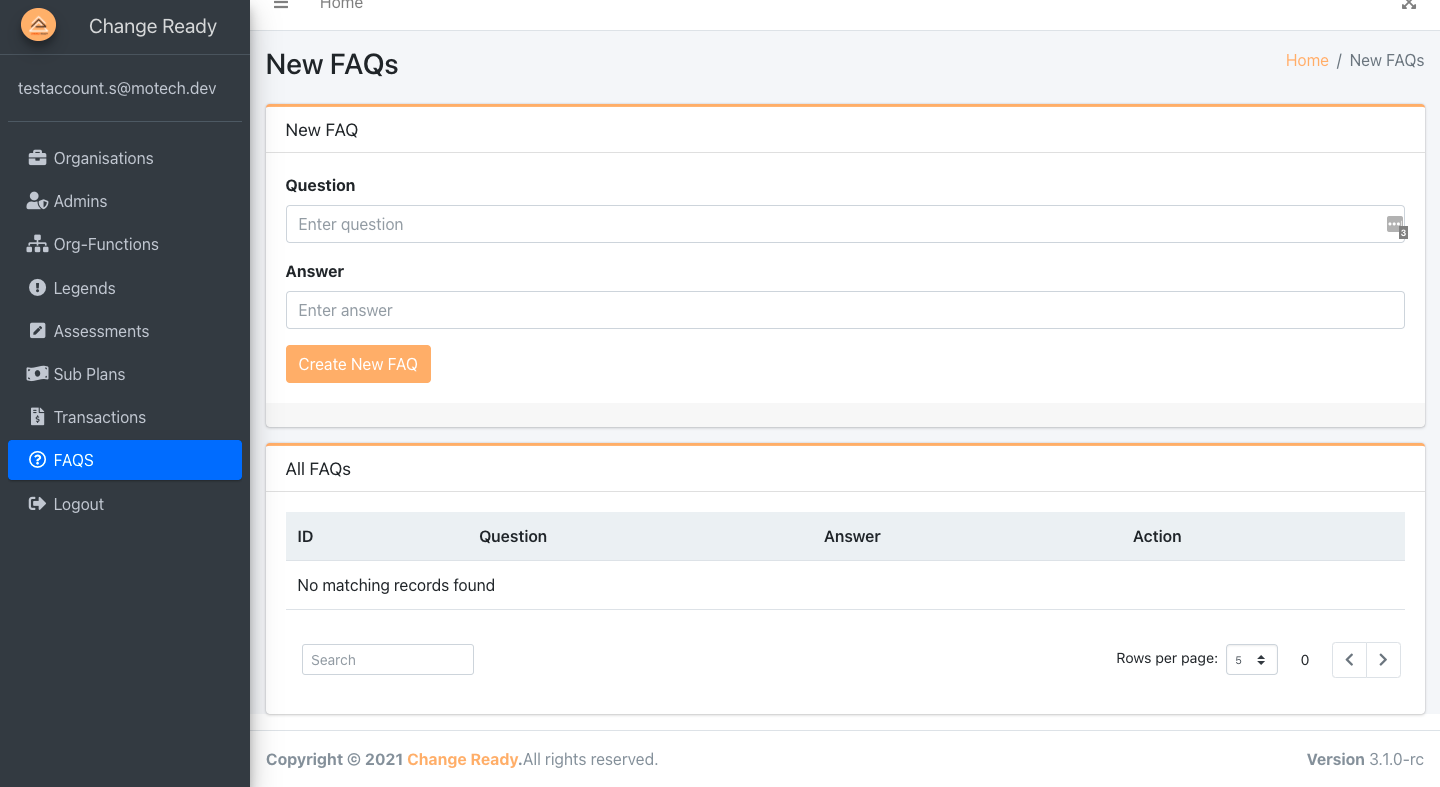 Home
Change Ready
testaccount.s@motech.dev
Organisations
Admins
Org-Functions
Legends
Assessments
Sub Plans
Transactions
FAQS
Logout
New FAQs
Home / New FAQs
New FAQ
Question
Enter question
3
Answer
Enter answer
Create New FAQ
All FAQs
ID Question Answer Action
No matching records found
Search
Rows per page: 5 0
Copyright © 2021 Change Ready.All rights reserved.
Version 3.1.0-rc